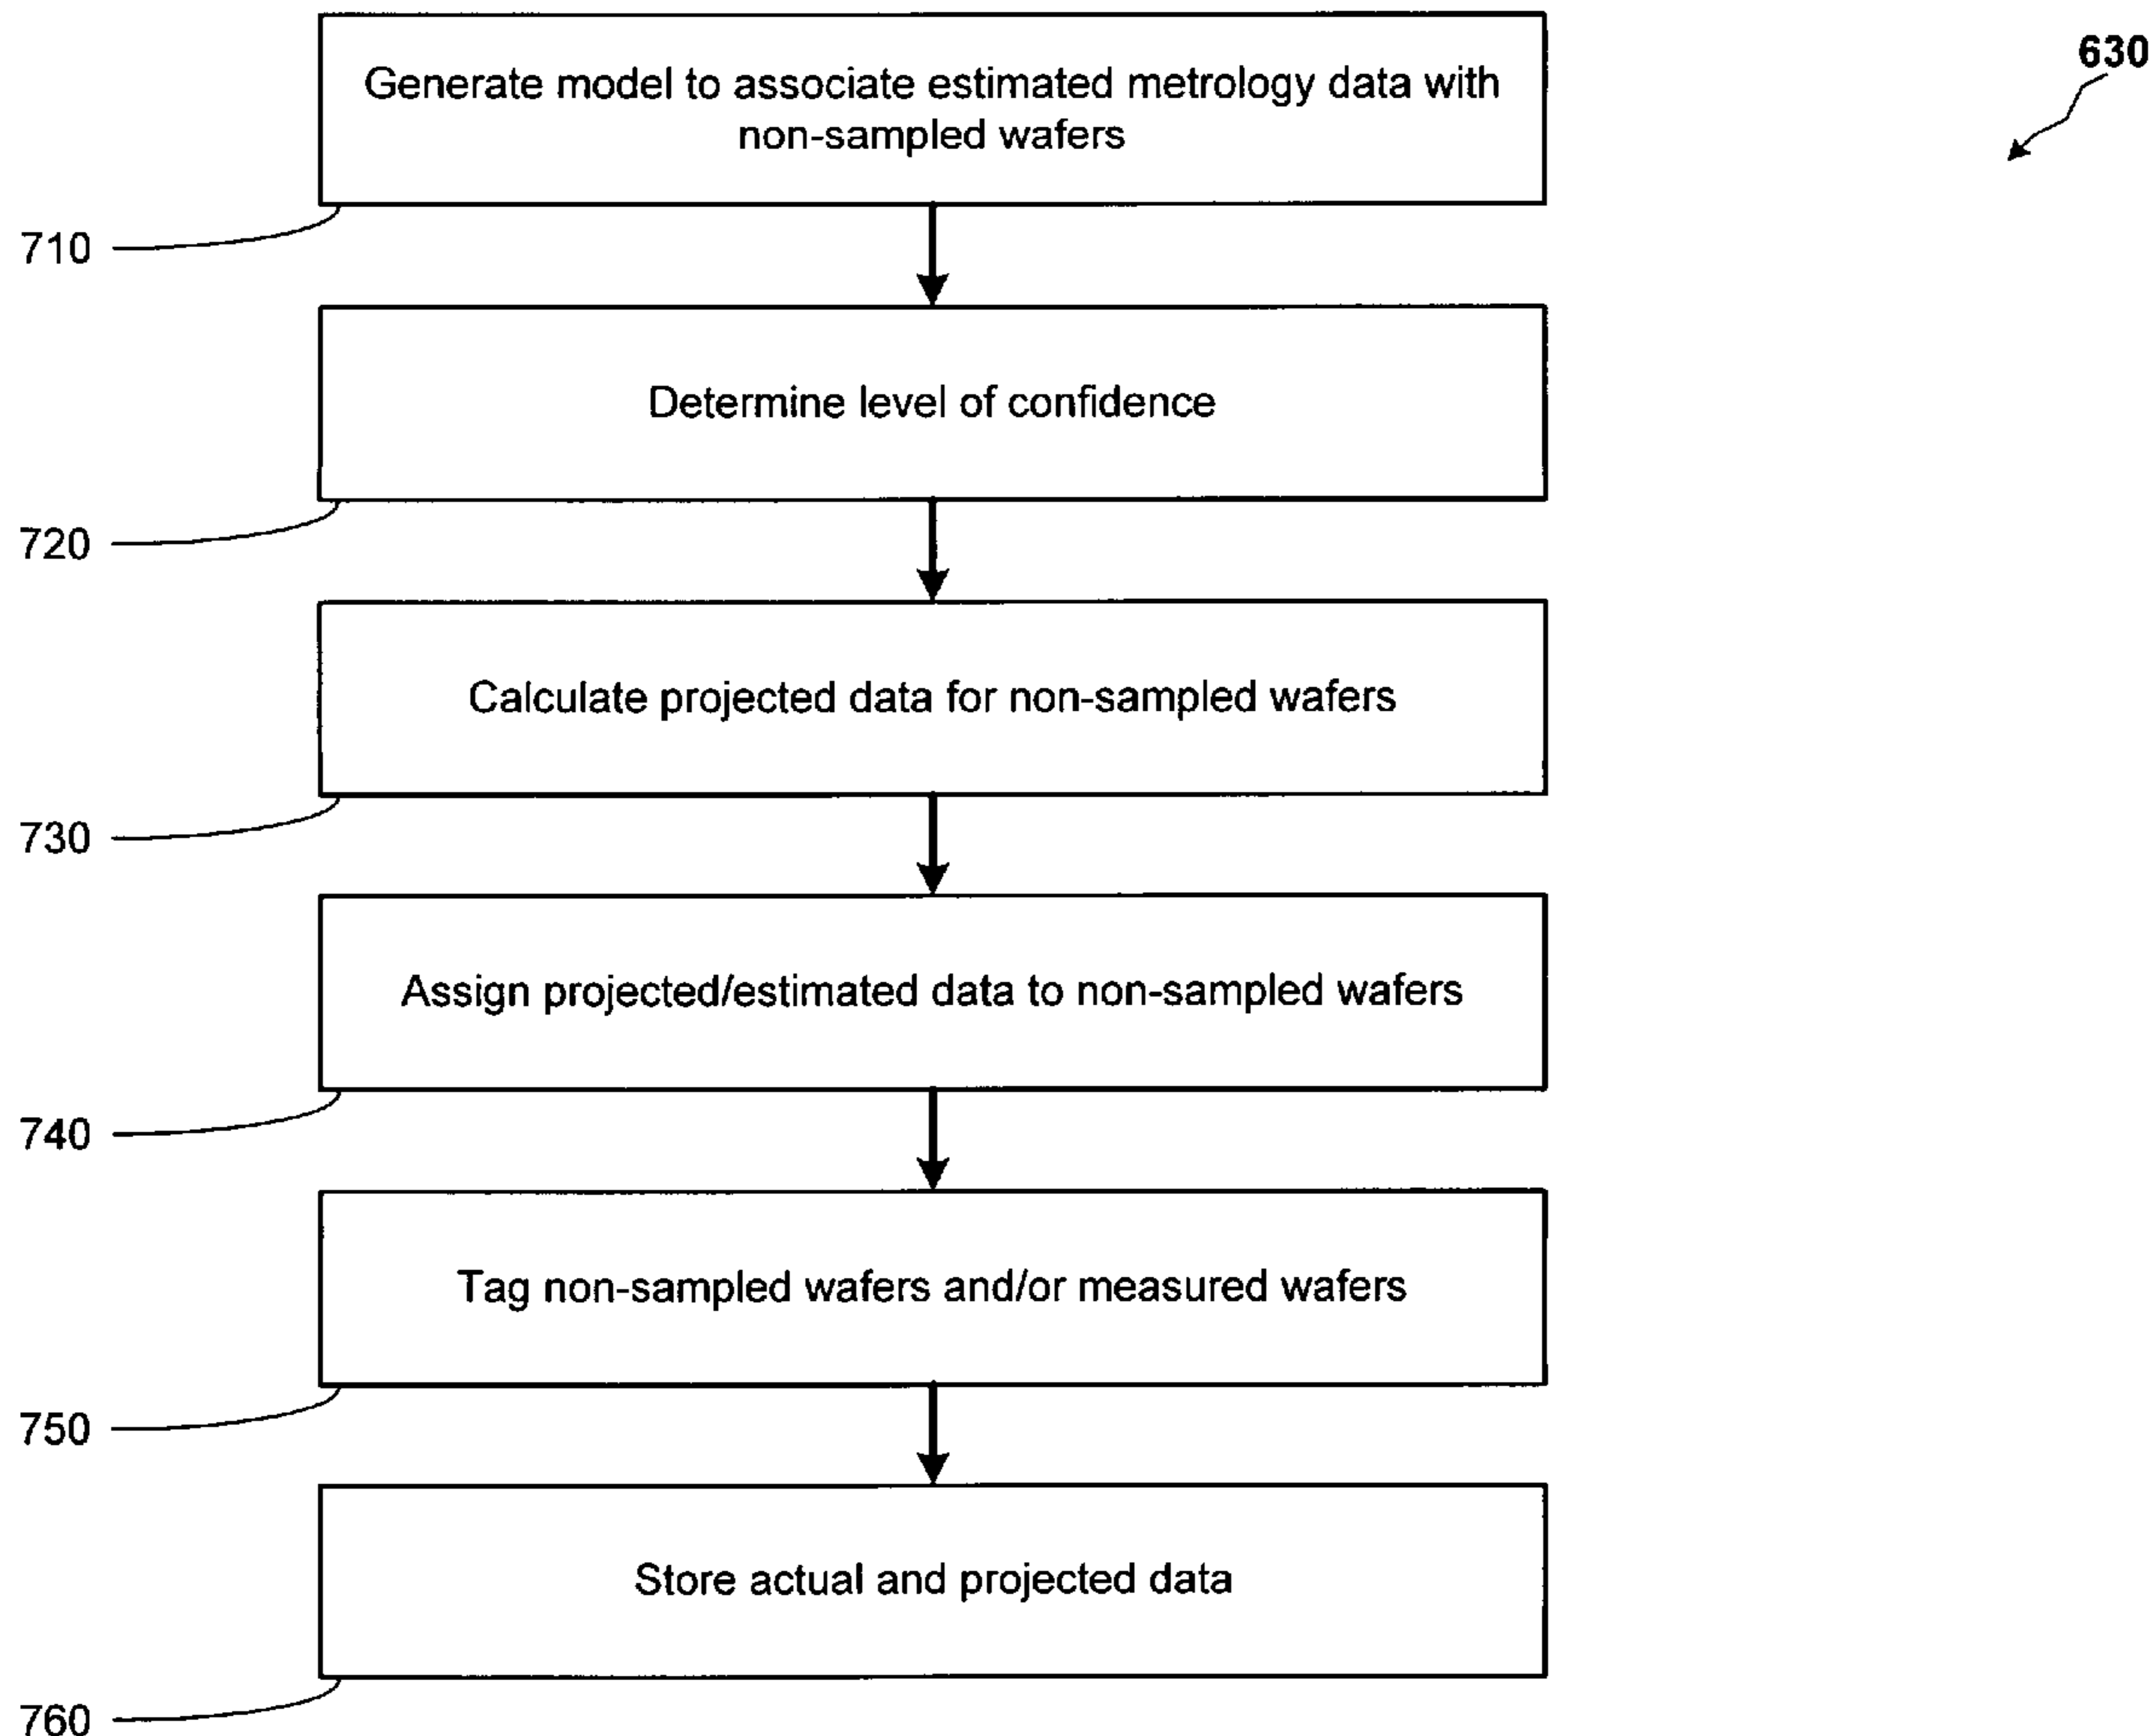 630
Generate model to associate estimated metrology data with
non-sampled wafers
710
Determine level of confidence
720
Calculate projected data for non-sampled wafers
730
Assign projected/estimated data to non-sampled wafers
740
Tag non-sampled wafers and/or measured wafers
750
Store actual and projected data
760